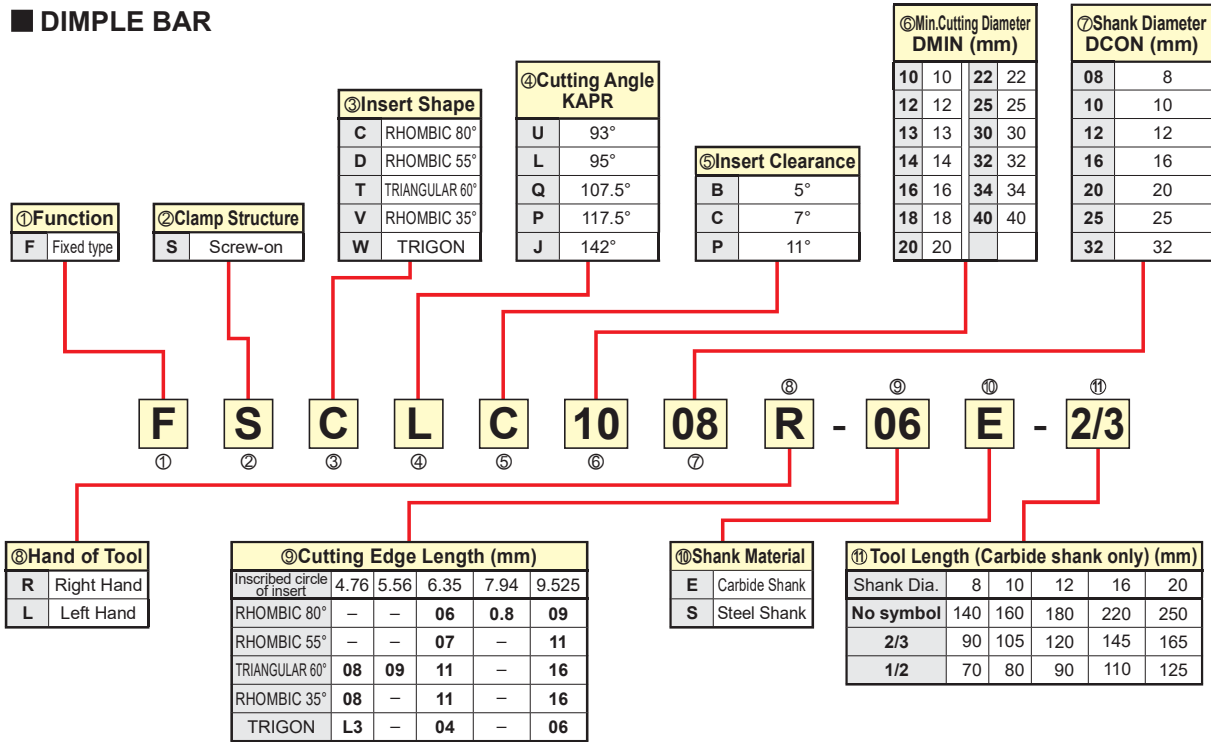 ■ DIMPLE BAR
①Function
F Fixed type
②Clamp Structure
S Screw-on
③Insert Shape
C RHOMBIC 80°
D RHOMBIC 55°
T TRIANGULAR 60°
V RHOMBIC 35°
W TRIGON
④Cutting Angle
KAPR
U 93°
L 95°
Q 107.5°
P 117.5°
J 142°
⑤Insert Clearance
B 5°
C 7°
P 11°
⑥Min.Cutting Diameter
DMIN (mm)
10 10 22 22
12 12 25 25
13 13 30 30
14 14 32 32
16 16 34 34
18 18 40 40
20 20
⑦Shank Diameter
DCON (mm)
08 8
10 10
12 12
16 16
20 20
25 25
32 32
⑧ ⑨ ⑩ ⑪
F S C L C 10 08 R - 06 E - 2/3
① ② ③ ④ ⑤ ⑥ ⑦
⑧Hand of Tool
R Right Hand
L Left Hand
⑨Cutting Edge Length (mm)
Inscribed circle
of insert 4.76 5.56 6.35 7.94 9.525
RHOMBIC 80° – – 06 0.8 09
RHOMBIC 55° – – 07 – 11
TRIANGULAR 60° 08 09 11 – 16
RHOMBIC 35° 08 – 11 – 16
TRIGON L3 – 04 – 06
⑩Shank Material
E Carbide Shank
S Steel Shank
⑪ Tool Length (Carbide shank only) (mm)
Shank Dia. 8 10 12 16 20
No symbol 140 160 180 220 250
2/3 90 105 120 145 165
1/2 70 80 90 110 125